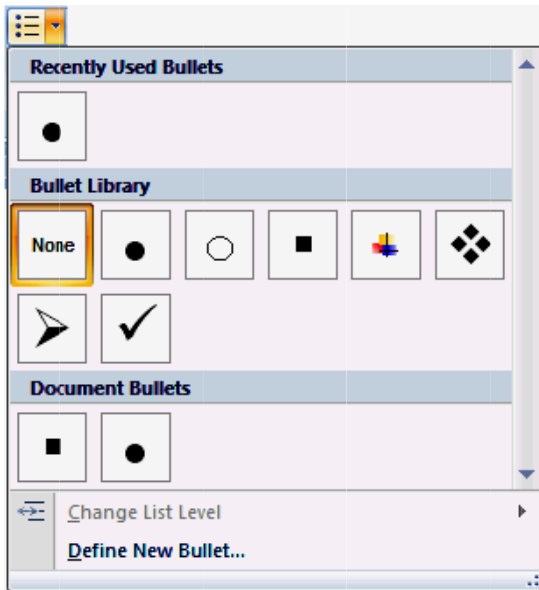 Recently Used Bullets
Bullet Library
None
Document Bullets
Change List Level
Define New Bullet...